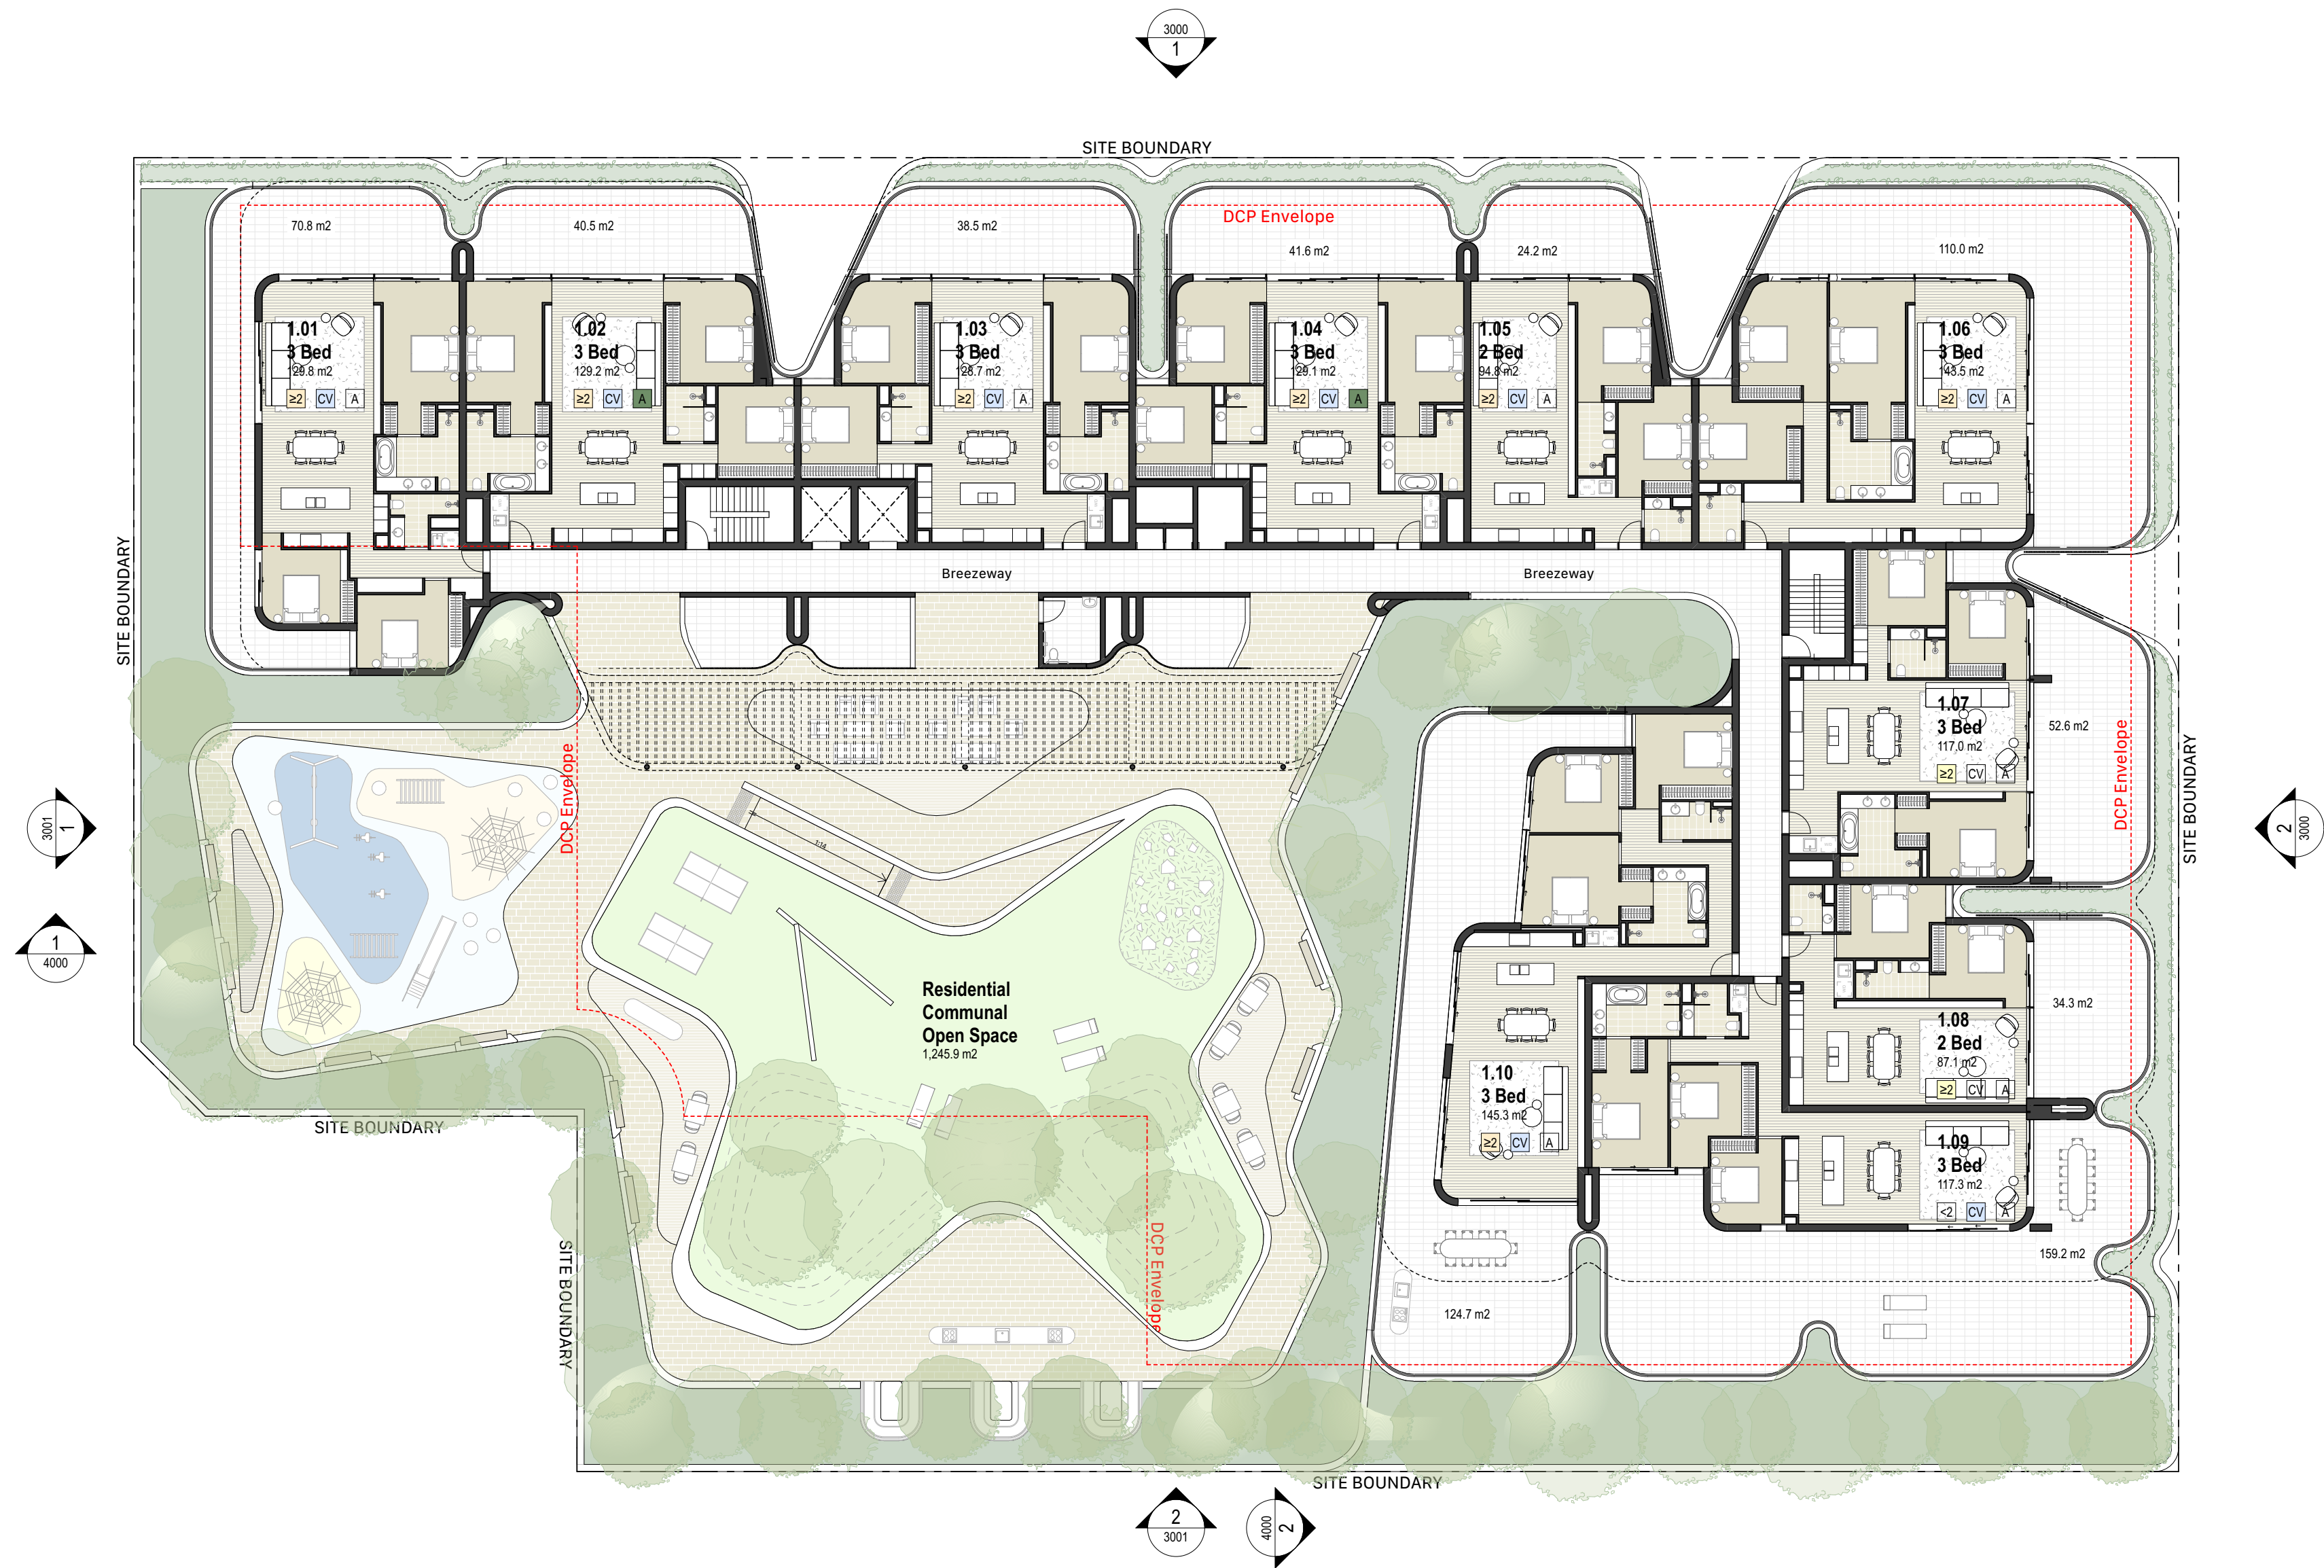 3000
1
SITE BOUNDARY
DCP Envelope
70.8 m2
40.5 m2
38.5 m2
41.6 m2
24.2 m2
110.0 m2
1.01
3 Bed
129.8 m2
≥2 CV A
1.02
3 Bed
129.2 m2
≥2 CV A
1.03
3 Bed
128.7 m2
≥2 CV A
1.04
3 Bed
129.1 m2
≥2 CV A
1.05
2 Bed
94.8 m2
≥2 CV A
1.06
3 Bed
143.5 m2
≥2 CV A
SITE BOUNDARY
Breezeway
Breezeway
1.07
3 Bed
117.0 m2
≥2 CV A
52.6 m2
DCP Envelope
SITE BOUNDARY
DCP Envelope
3001
1
1:14
2
3000
1
4000
Residential
Communal
Open Space
1,245.9 m2
34.3 m2
1.08
2 Bed
87.1 m2
≥2 CV A
1.10
3 Bed
145.3 m2
≥2 CV A
1.09
3 Bed
117.3 m2
<2 CV A
SITE BOUNDARY
SITE BOUNDARY
DCP Envelope
159.2 m2
124.7 m2
SITE BOUNDARY
2
3001
4000
2